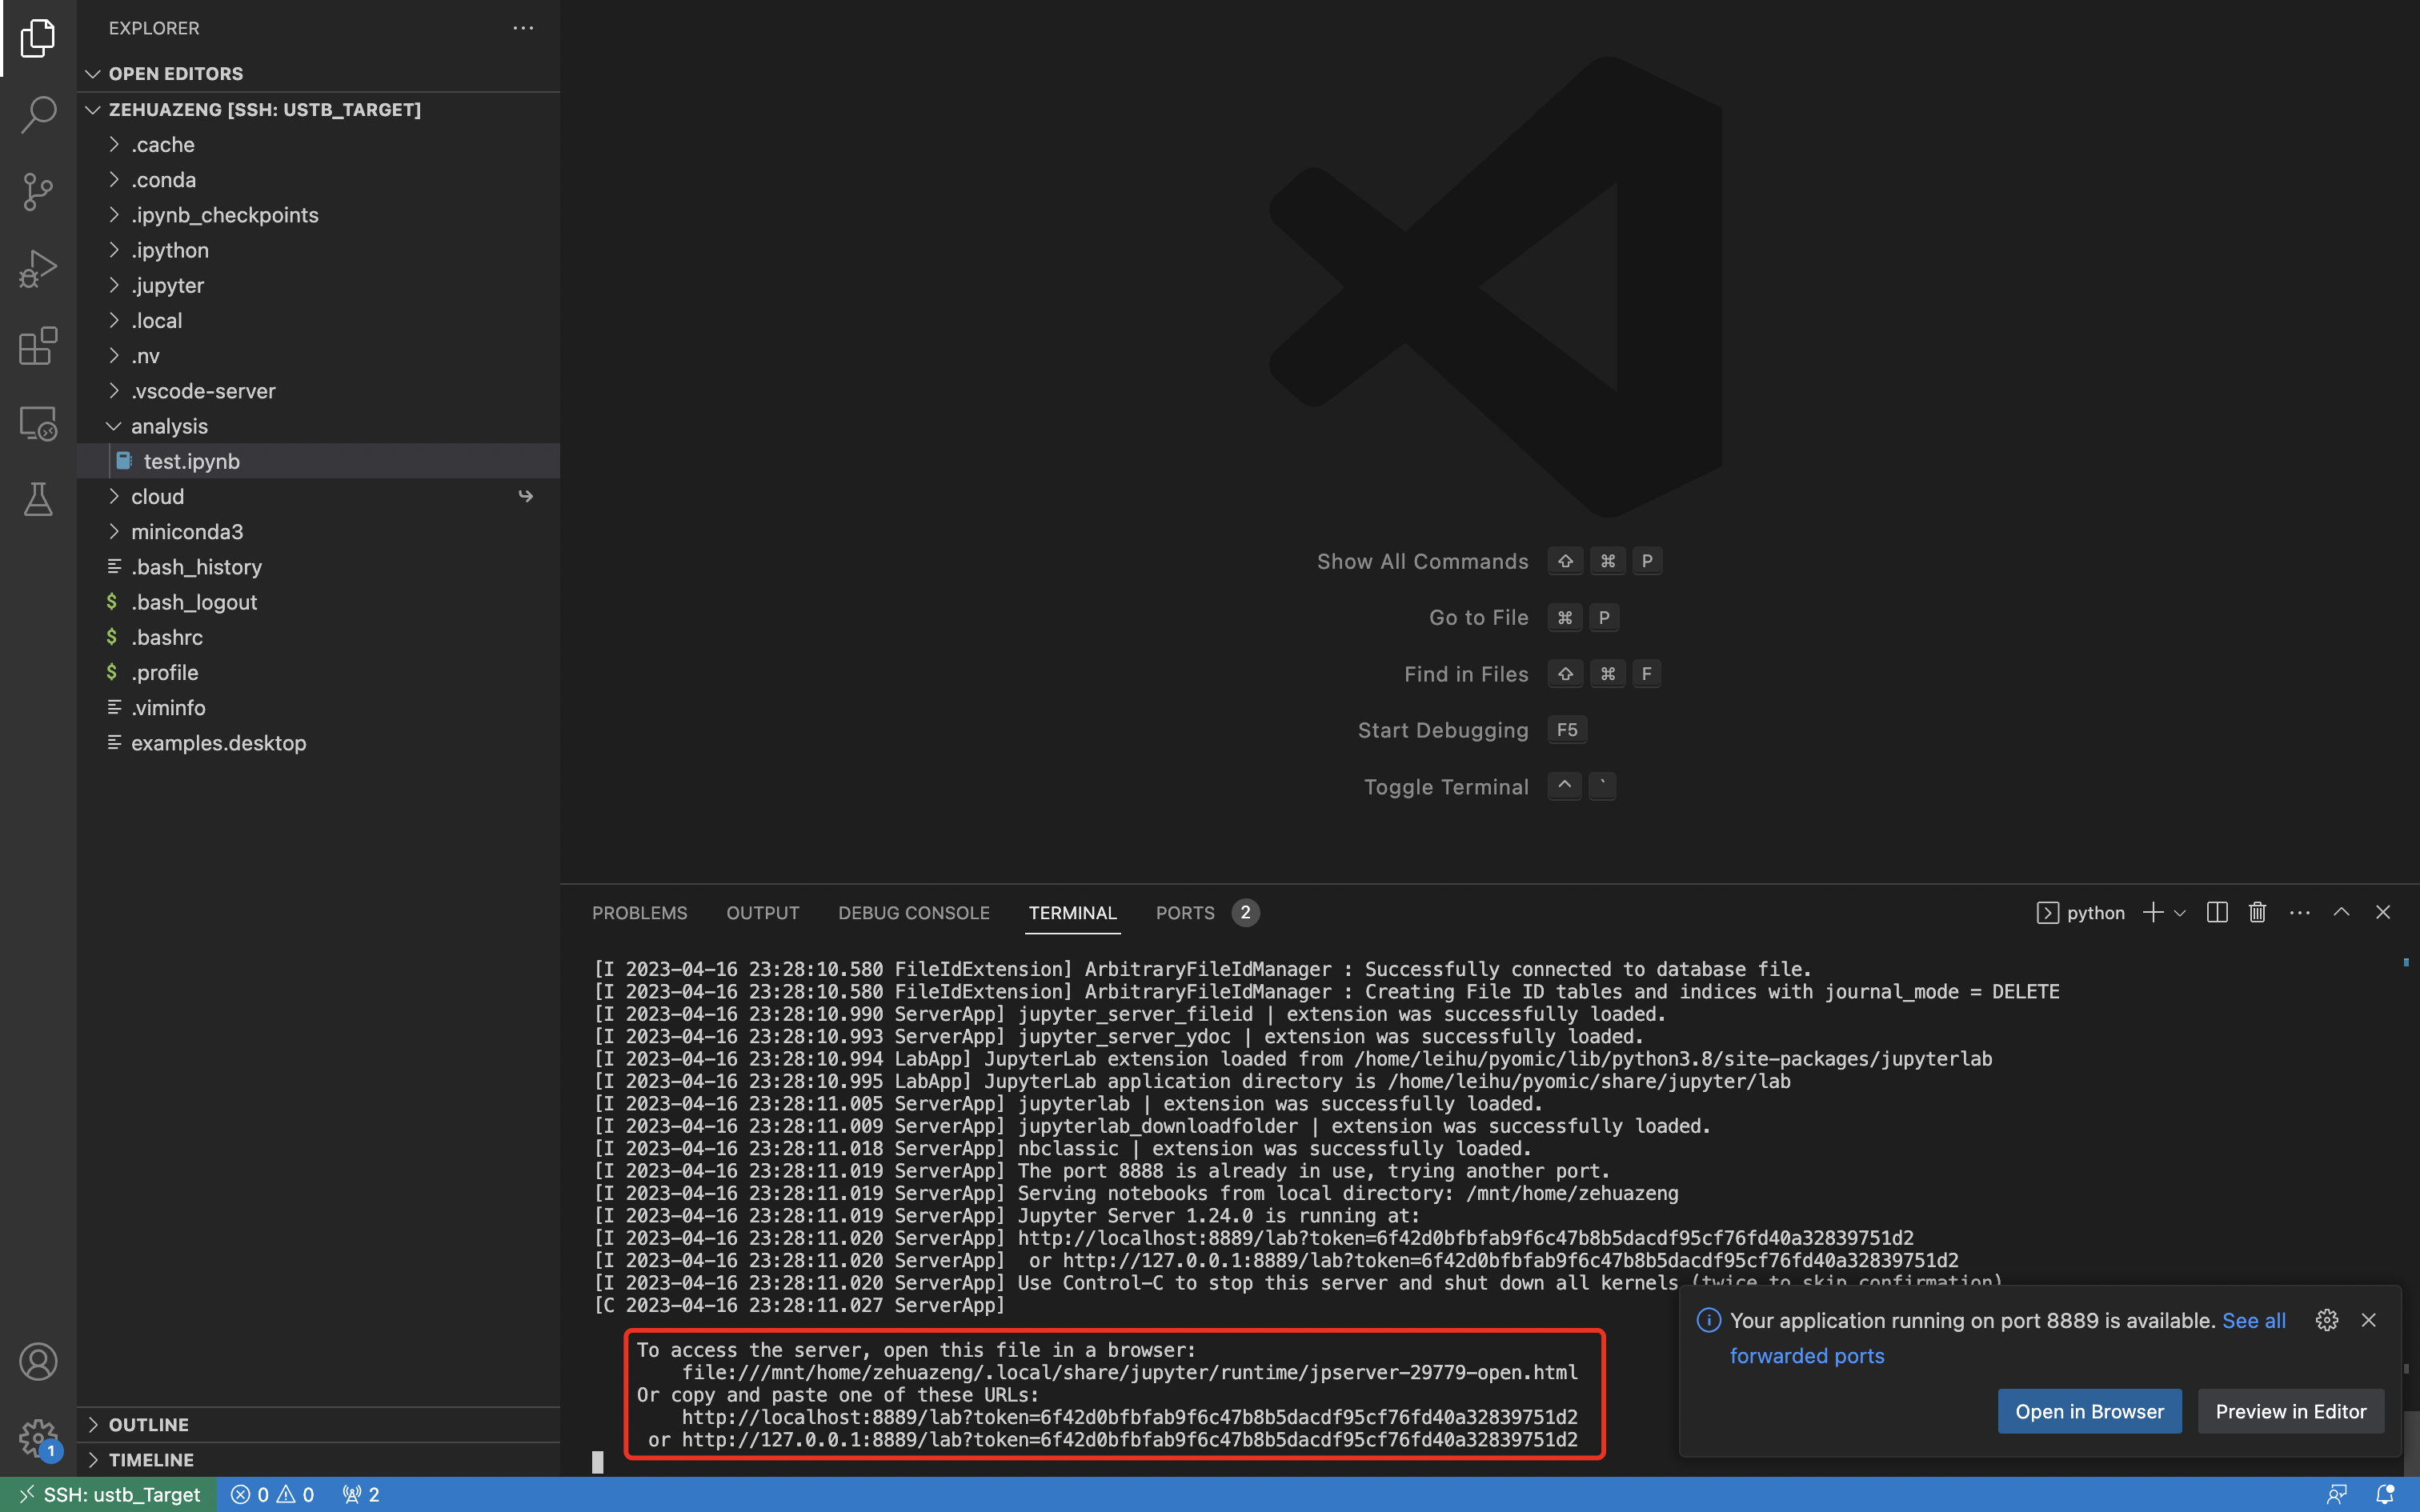 EXPLORER
OPEN EDITORS
ZEHUAZENG [SSH: USTB_TARGET]
.cache
.conda
.ipynb_checkpoints
.ipython
.jupyter
.local
.nv
.vscode-server
analysis
test.ipynb
cloud
miniconda3
.bash_history
$ .bash_logout
$ .bashrc
$ .profile
.viminfo
examples.desktop
OUTLINE
TIMELINE
Show All Commands ⇧ ⌘ P
Go to File ⌘ P
Find in Files ⇧ ⌘ F
Start Debugging F5
Toggle Terminal ^ `
PROBLEMS OUTPUT DEBUG CONSOLE TERMINAL PORTS 2 python
[I 2023-04-16 23:28:10.580 FileIdExtension] ArbitraryFileIdManager : Successfully connected to database file.
[I 2023-04-16 23:28:10.580 FileIdExtension] ArbitraryFileIdManager : Creating File ID tables and indices with journal_mode = DELETE
[I 2023-04-16 23:28:10.990 ServerApp] jupyter_server_fileid | extension was successfully loaded.
[I 2023-04-16 23:28:10.993 ServerApp] jupyter_server_ydoc | extension was successfully loaded.
[I 2023-04-16 23:28:10.994 LabApp] JupyterLab extension loaded from /home/leihu/pyomic/lib/python3.8/site-packages/jupyterlab
[I 2023-04-16 23:28:10.995 LabApp] JupyterLab application directory is /home/leihu/pyomic/share/jupyter/lab
[I 2023-04-16 23:28:11.005 ServerApp] jupyterlab | extension was successfully loaded.
[I 2023-04-16 23:28:11.009 ServerApp] jupyterlab_downloadfolder | extension was successfully loaded.
[I 2023-04-16 23:28:11.018 ServerApp] nbclassic | extension was successfully loaded.
[I 2023-04-16 23:28:11.019 ServerApp] The port 8888 is already in use, trying another port.
[I 2023-04-16 23:28:11.019 ServerApp] Serving notebooks from local directory: /mnt/home/zehuazeng
[I 2023-04-16 23:28:11.019 ServerApp] Jupyter Server 1.24.0 is running at:
[I 2023-04-16 23:28:11.020 ServerApp] http://localhost:8889/lab?token=6f42d0bfbfab9f6c47b8b5dacdf95cf76fd40a32839751d2
[I 2023-04-16 23:28:11.020 ServerApp]  or http://127.0.0.1:8889/lab?token=6f42d0bfbfab9f6c47b8b5dacdf95cf76fd40a32839751d2
[I 2023-04-16 23:28:11.020 ServerApp] Use Control-C to stop this server and shut down all kernels (twice to skip confirmation)
[C 2023-04-16 23:28:11.027 ServerApp]
To access the server, open this file in a browser:
file:///mnt/home/zehuazeng/.local/share/jupyter/runtime/jpserver-29779-open.html
Or copy and paste one of these URLs:
http://localhost:8889/lab?token=6f42d0bfbfab9f6c47b8b5dacdf95cf76fd40a32839751d2
or http://127.0.0.1:8889/lab?token=6f42d0bfbfab9f6c47b8b5dacdf95cf76fd40a32839751d2
Your application running on port 8889 is available. See all
forwarded ports
Open in Browser Preview in Editor
1
SSH: ustb_Target 0 0 2